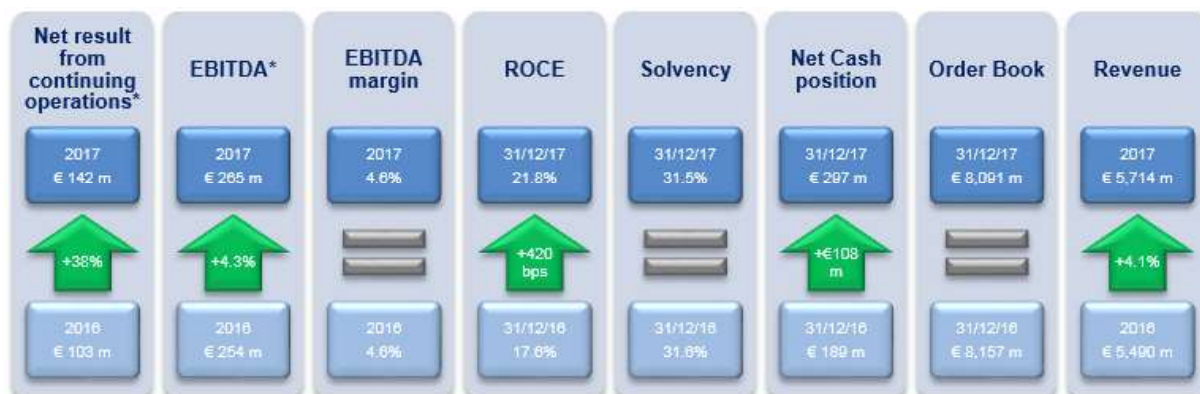 Net result
from
continuing
operations*
2017
€ 142 m
+38%
2016
€ 103 m
EBITDA*
2017
€ 265 m
+4.3%
2016
€ 254 m
EBITDA
margin
2017
4.6%
2016
4.6%
ROCE
31/12/17
21.8%
+420
bps
31/12/16
17.6%
Solvency
31/12/17
31.5%
31/12/16
31.6%
Net Cash
position
31/12/17
€ 297 m
+€108
m
31/12/16
€ 189 m
Order Book
31/12/17
€ 8,091 m
31/12/16
€ 8,157 m
Revenue
2017
€ 5,714 m
+4.1%
2016
€ 5,490 m